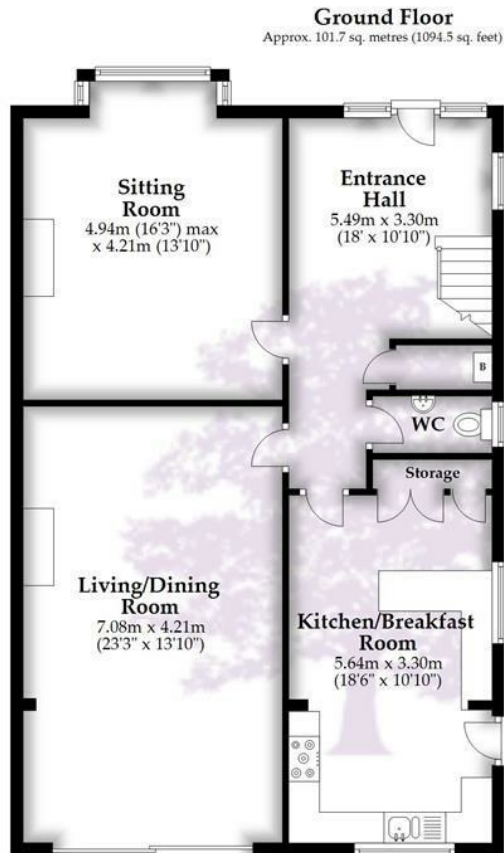 Ground Floor
Approx. 101.7 sq. metres (1094.5 sq. feet)
Sitting
Room
4.94m (16'3") max
x 4.21m (13'10")
Entrance
Hall
5.49m x 3.30m
(18' x 10'10")
B
WC
Storage
Living/Dining
Room
7.08m x 4.21m
(23'3" x 13'10")
Kitchen/Breakfast
Room
5.64m x 3.30m
(18'6" x 10'10")